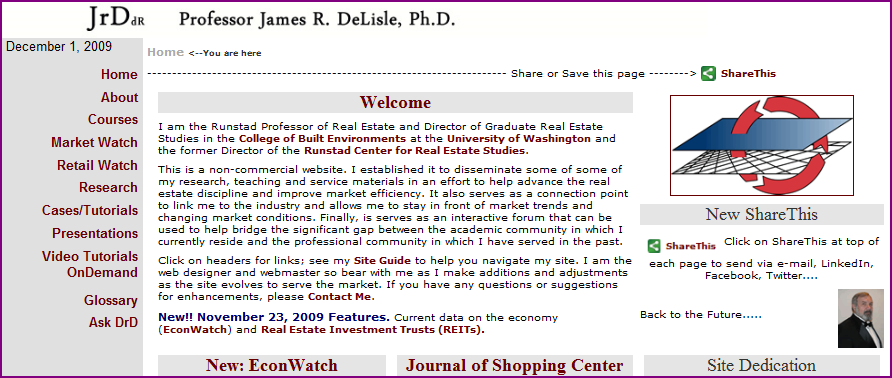 JrD dR Professor James R. DeLisle, Ph.D.
December 1, 2009
Home <--You are here
Share or Save this page --------> ShareThis
Home
About
Courses
Market Watch
Retail Watch
Research
Cases/Tutorials
Presentations
Video Tutorials
OnDemand
Glossary
Ask DrD
Welcome
I am the Runstad Professor of Real Estate and Director of Graduate Real Estate
Studies in the College of Built Environments at the University of Washington and
the former Director of the Runstad Center for Real Estate Studies.
This is a non-commercial website. I established it to disseminate some of some of
my research, teaching and service materials in an effort to help advance the real
estate discipline and improve market efficiency. It also serves as a connection point
to link me to the industry and allows me to stay in front of market trends and
changing market conditions. Finally, is serves as an interactive forum that can be
used to help bridge the significant gap between the academic community in which I
currently reside and the professional community in which I have served in the past.
Click on headers for links; see my Site Guide to help you navigate my site. I am the
web designer and webmaster so bear with me as I make additions and adjustments
as the site evolves to serve the market. If you have any questions or suggestions
for enhancements, please Contact Me.
New!! November 23, 2009 Features. Current data on the economy
(EconWatch) and Real Estate Investment Trusts (REITs).
New ShareThis
ShareThis Click on ShareThis at top of
each page to send via e-mail, LinkedIn,
Facebook, Twitter....
Back to the Future.....
New: EconWatch
Journal of Shopping Center
Site Dedication